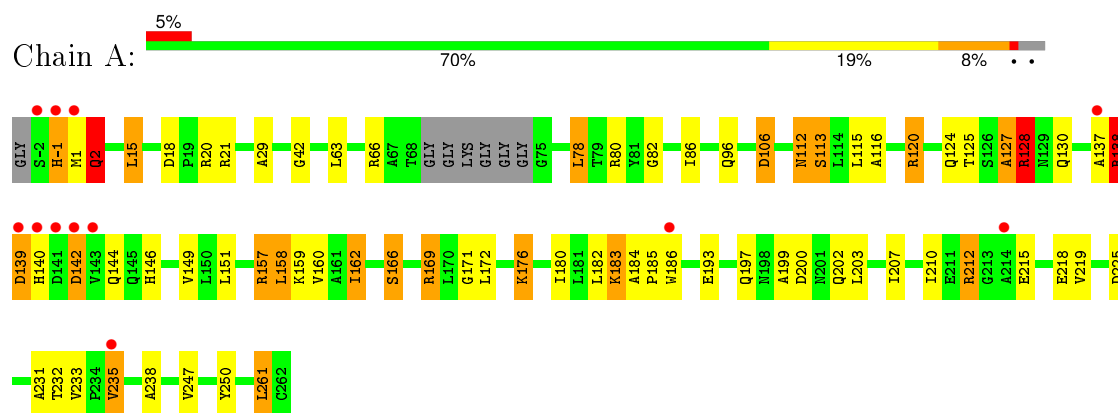 5%
Chain A:
70% 19% 8% • •
GLY S-2 H-1 M1 Q2 L15 D18 P19 R20 R21 A29 G42 L63 R66 A67 T68 GLY GLY LYS GLY GLY GLY G75 L78 T79 R80 Y81 G82 I86 Q96 D106 N112 S113 L114 L115 A116 R120 Q124 T125 S126 A127 R128 N129 Q130 A137 R138
D139 H140 D141 D142 V143 Q144 Q145 H146 V149 L150 L151 R157 L158 K159 V160 A161 I162 S166 R169 L170 G171 L172 K176 I180 L181 L182 K183 A184 P185 W186 E193 Q197 N198 A199 D200 N201 Q202 L203 I207 I210 E211 R212 G213 A214 E215 E218 V219 D225
A231 T232 V233 P234 V235 A238 V247 Y250 L261 C262